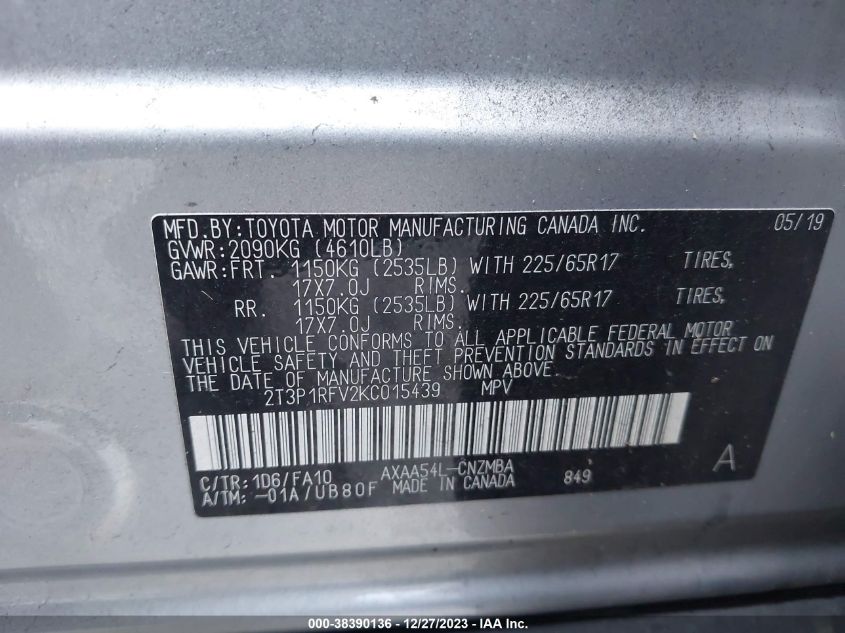 MFD.BY:TOYOTA MOTOR MANUFACTURING CANADA INC. 05/19
GVWR:2090KG (4610LB)
GAWR:FRT. 1150KG (2535LB) WITH 225/65R17 TIRES,
17X7.0J RIMS.
RR. 1150KG (2535LB) WITH 225/65R17 TIRES,
17X7.0J RIMS.
THIS VEHICLE CONFORMS TO ALL APPLICABLE FEDERAL MOTOR
VEHICLE SAFETY AND THEFT PREVENTION STANDARDS IN EFFECT ON
THE DATE OF MANUFACTURE SHOWN ABOVE.
2T3P1RFV2KC015439 MPV
C/TR:1D6/FA10 AXAA54L-CNZMBA A
A/TM:-01A/UB80F MADE IN CANADA 849
000-38390136 - 12/27/2023 - IAA Inc.